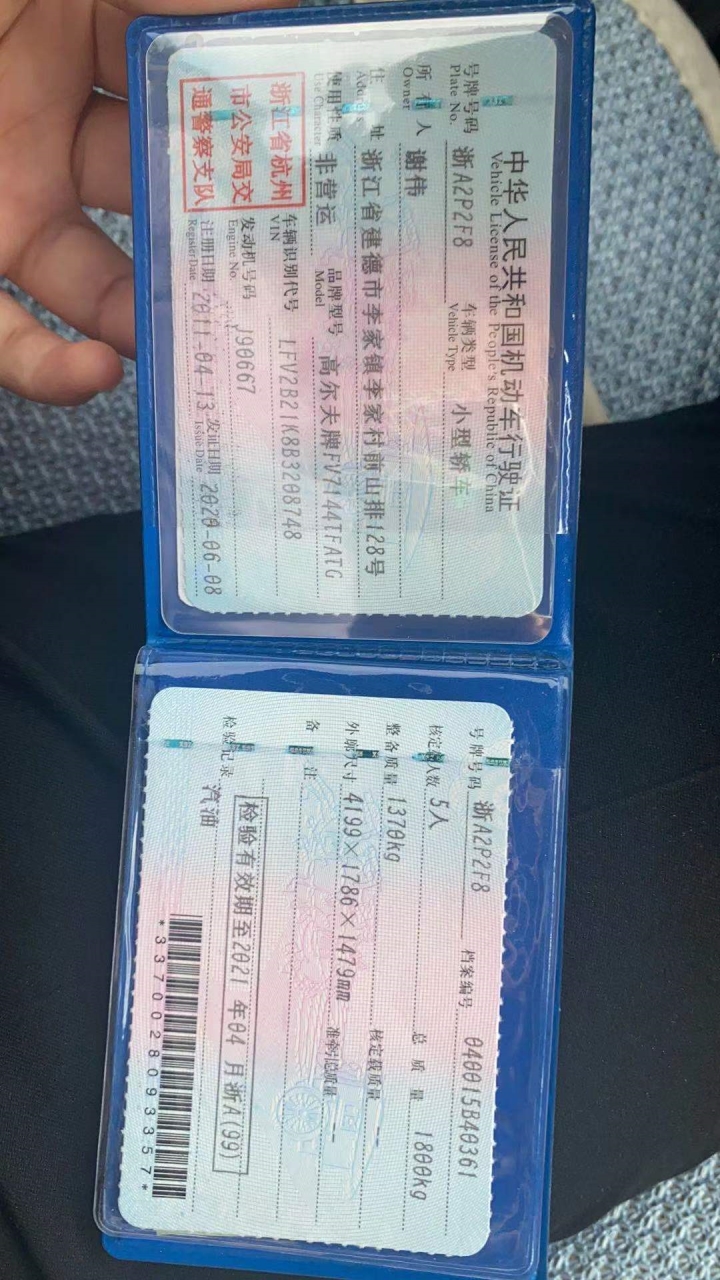 中华人民共和国机动车行驶证
Vehicle License of the People's Republic of China
号牌号码 浙A2P2F8 车辆类型 小型轿车
Plate No. Vehicle Type
所有人 谢伟
Owner
住址 浙江省建德市李家镇李家村前山排128号
Address
使用性质 非营运 品牌型号 高尔夫牌FV7144TFATG
Use Character Model
浙江省杭州
市公安局交
通警察支队
车辆识别代号 LFV2B21K8B3208748
VIN
发动机号码 J90667
Engine No.
注册日期 2011-04-13 发证日期 2020-06-08
Register Date Issue Date
号牌号码 浙A2P2F8 档案编号 040015B40361
核定载人数 5人 总质量 1800kg
整备质量 1370kg 核定载质量 --
外廓尺寸 4199×1786×1479mm 准牵引总质量 --
备注
检验有效期至2021年04月浙A(99)
检验记录 汽油
*3370028093357*